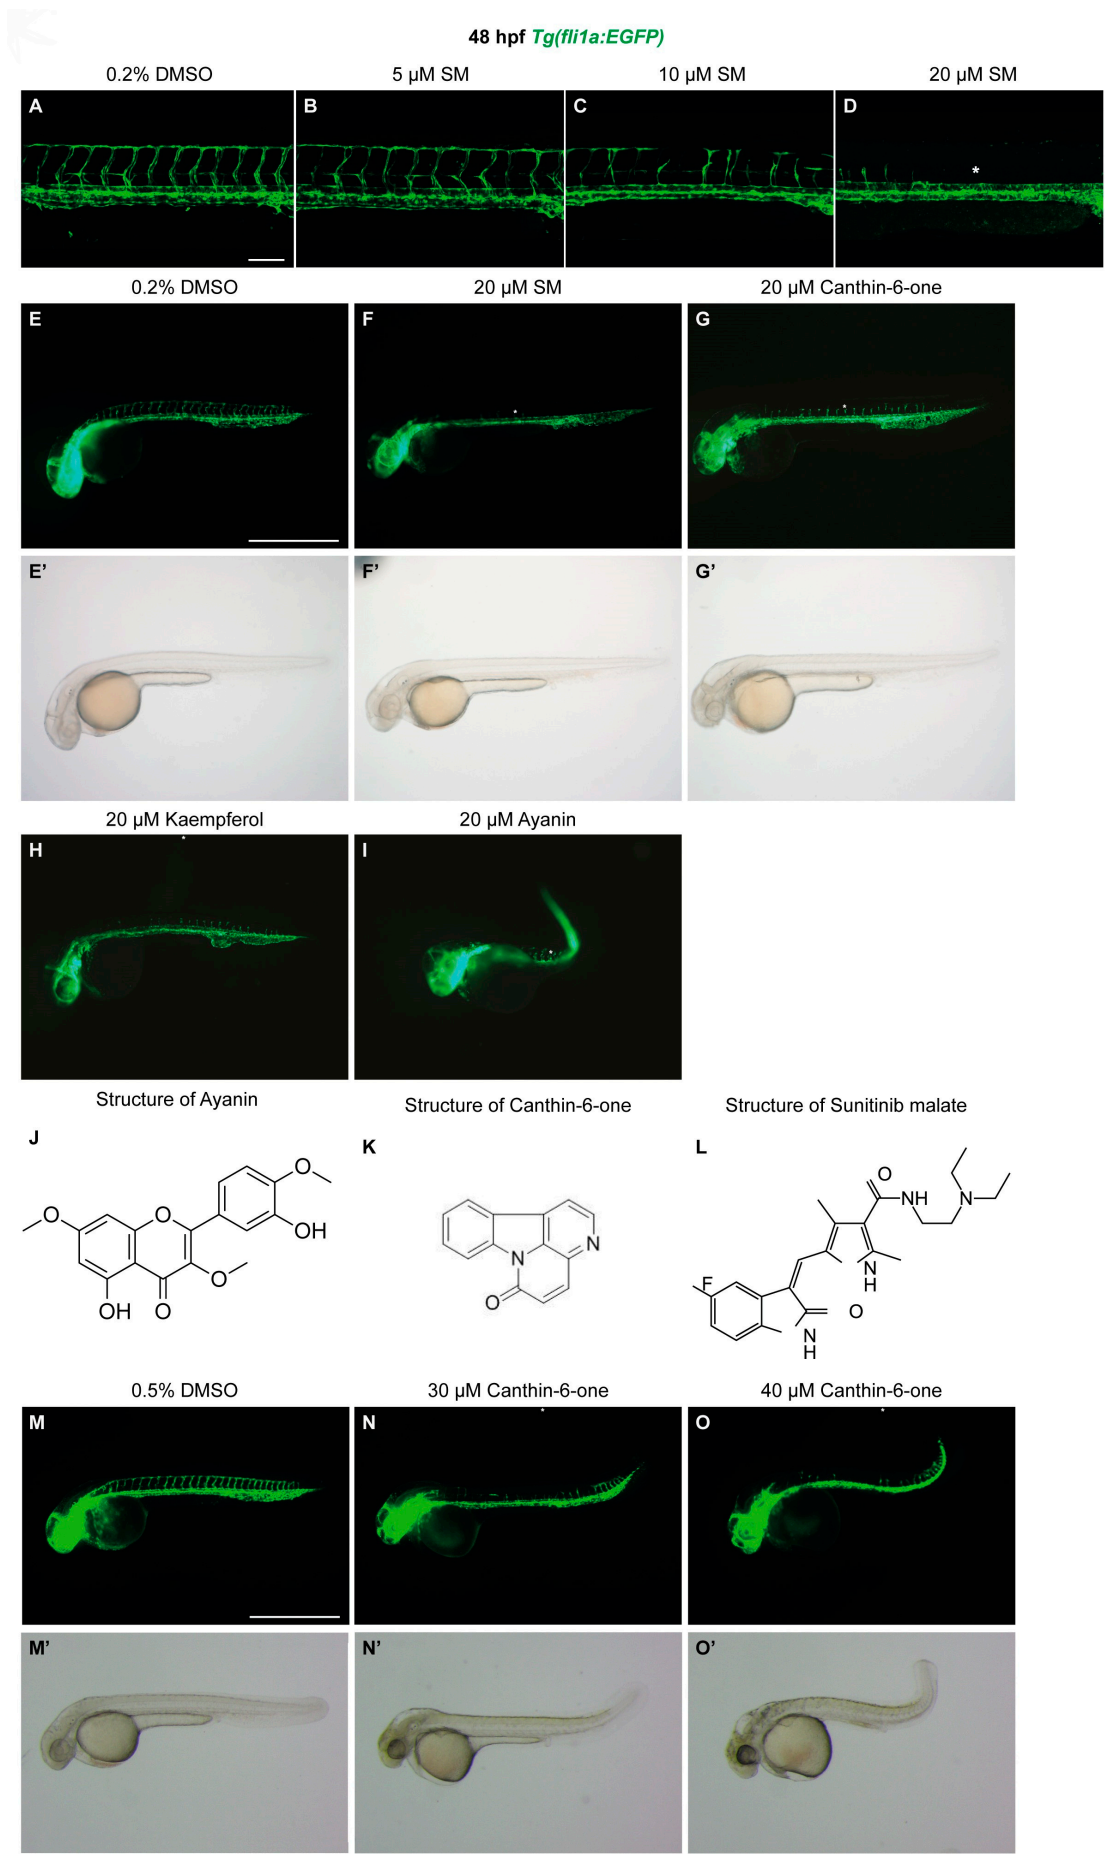 48 hpf Tg(fli1a:EGFP)
0.2% DMSO 5 µM SM 10 µM SM 20 µM SM
A B C D
*
0.2% DMSO 20 µM SM 20 µM Canthin-6-one
E F G
* *
E’ F’ G’
20 µM Kaempferol 20 µM Ayanin
*
H I
*
Structure of Ayanin Structure of Canthin-6-one Structure of Sunitinib malate
J K L
O O OH O OH O
N N O
O NH N N H F O N H
0.5% DMSO 30 µM Canthin-6-one 40 µM Canthin-6-one
* *
M N O
M’ N’ O’